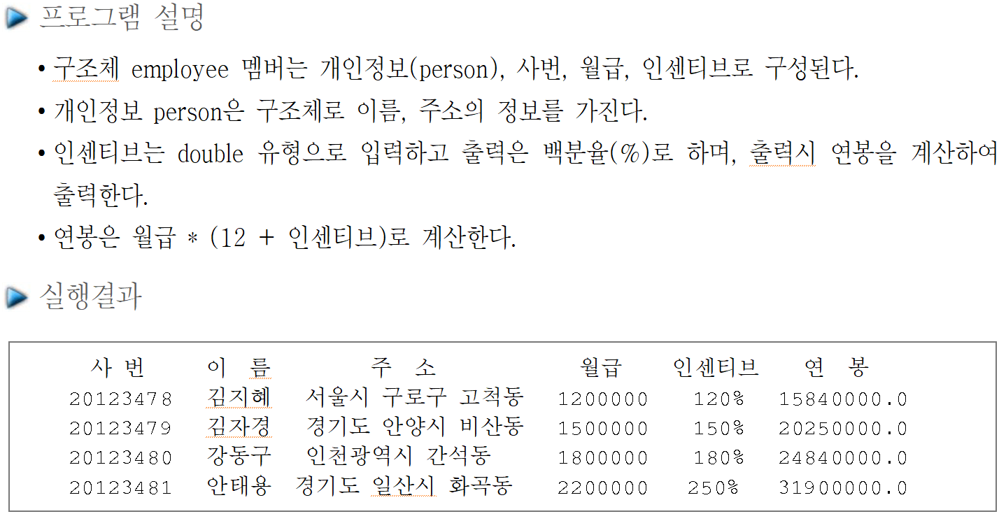 프로그램 설명
• 구조체 employee 멤버는 개인정보(person), 사번, 월급, 인센티브로 구성된다.
• 개인정보 person은 구조체로 이름, 주소의 정보를 가진다.
• 인센티브는 double 유형으로 입력하고 출력은 백분율(%)로 하며, 출력시 연봉을 계산하여
출력한다.
• 연봉은 월급 * (12 + 인센티브)로 계산한다.
실행결과
사 번 이 름 주 소 월급 인센티브 연 봉
20123478 김지혜 서울시 구로구 고척동 1200000 120% 15840000.0
20123479 김자경 경기도 안양시 비산동 1500000 150% 20250000.0
20123480 강동구 인천광역시 간석동 1800000 180% 24840000.0
20123481 안태용 경기도 일산시 화곡동 2200000 250% 31900000.0